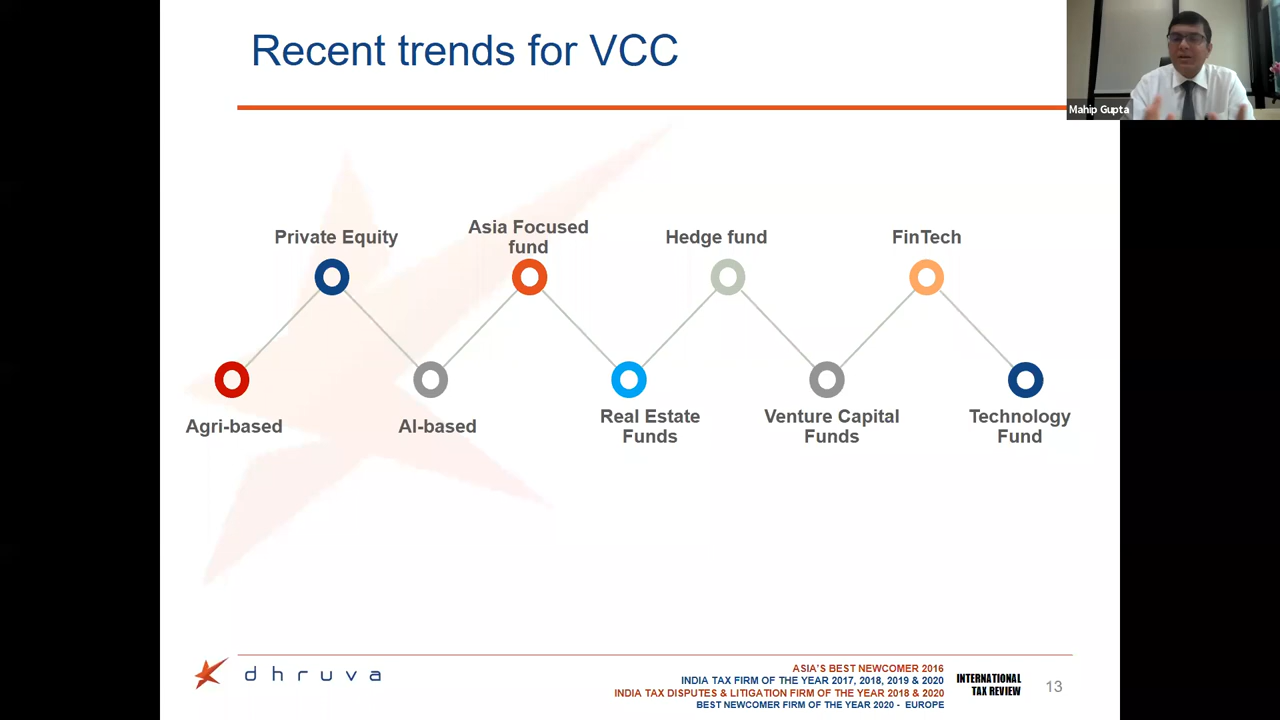 Recent trends for VCC
Mahip Gupta
Private Equity
Asia Focused
fund
Hedge fund
FinTech
Agri-based
AI-based
Real Estate
Funds
Venture Capital
Funds
Technology
Fund
dhruva
ASIA'S BEST NEWCOMER 2016
INDIA TAX FIRM OF THE YEAR 2017, 2018, 2019 & 2020
INDIA TAX DISPUTES & LITIGATION FIRM OF THE YEAR 2018 & 2020
BEST NEWCOMER FIRM OF THE YEAR 2020 - EUROPE
INTERNATIONAL
TAX REVIEW
13